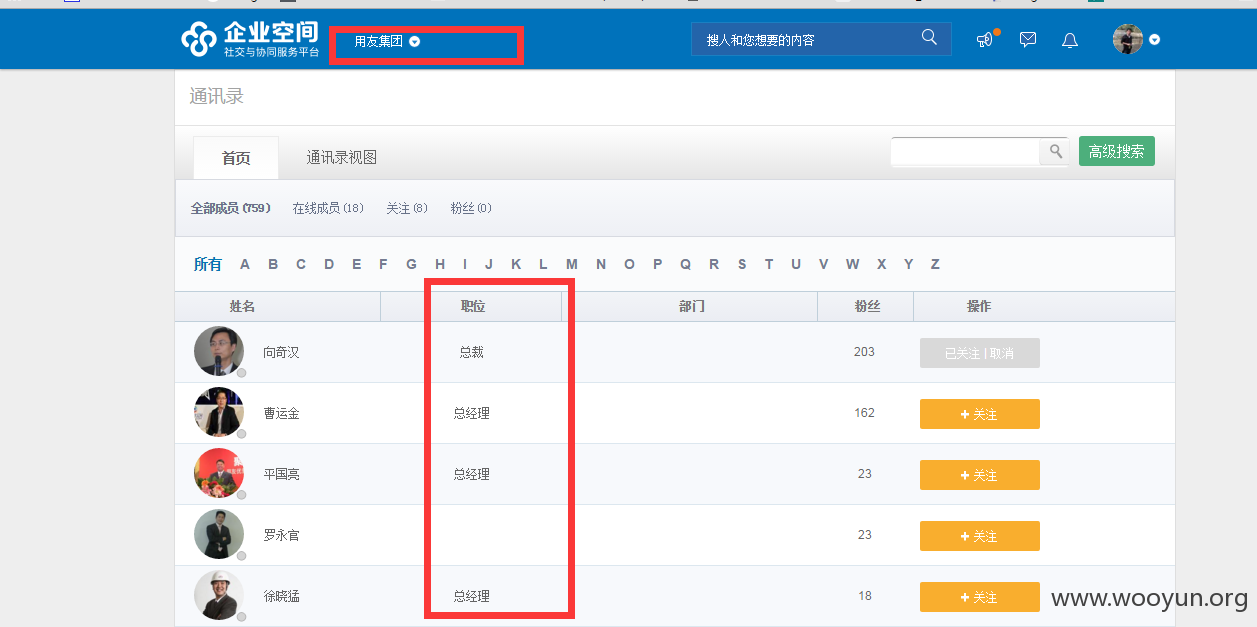 企业空间
社交与协同服务平台
用友集团
搜人和您想要的内容
通讯录
首页 通讯录视图 高级搜索
全部成员 (759) 在线成员 (18) 关注 (8) 粉丝 (0)
所有 A B C D E F G H I J K L M N O P Q R S T U V W X Y Z
姓名 职位 部门 粉丝 操作
向奇汉 总裁 203 已关注 | 取消
曹运金 总经理 162 + 关注
平国亮 总经理 23 + 关注
罗永官 23 + 关注
徐晓猛 总经理 18 + 关注
www.wooyun.org